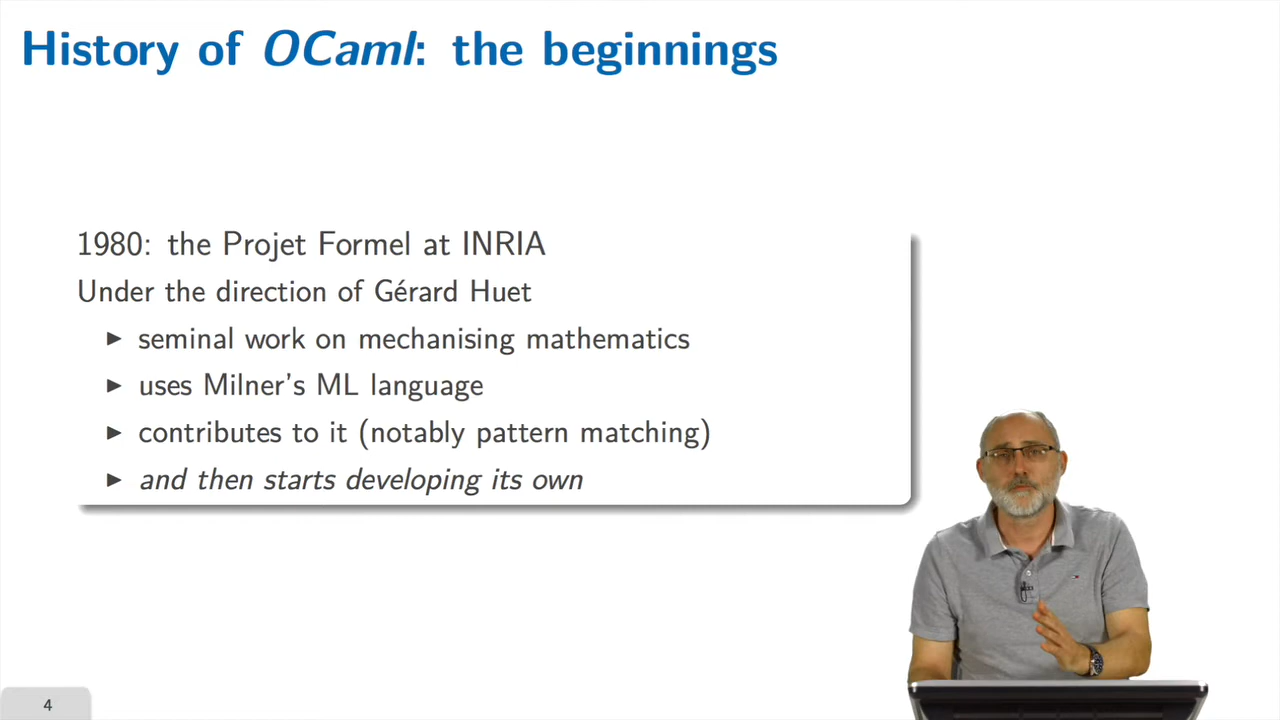 History of OCaml: the beginnings
1980: the Projet Formel at INRIA
Under the direction of Gérard Huet
▶ seminal work on mechanising mathematics
▶ uses Milner's ML language
▶ contributes to it (notably pattern matching)
▶ and then starts developing its own
4